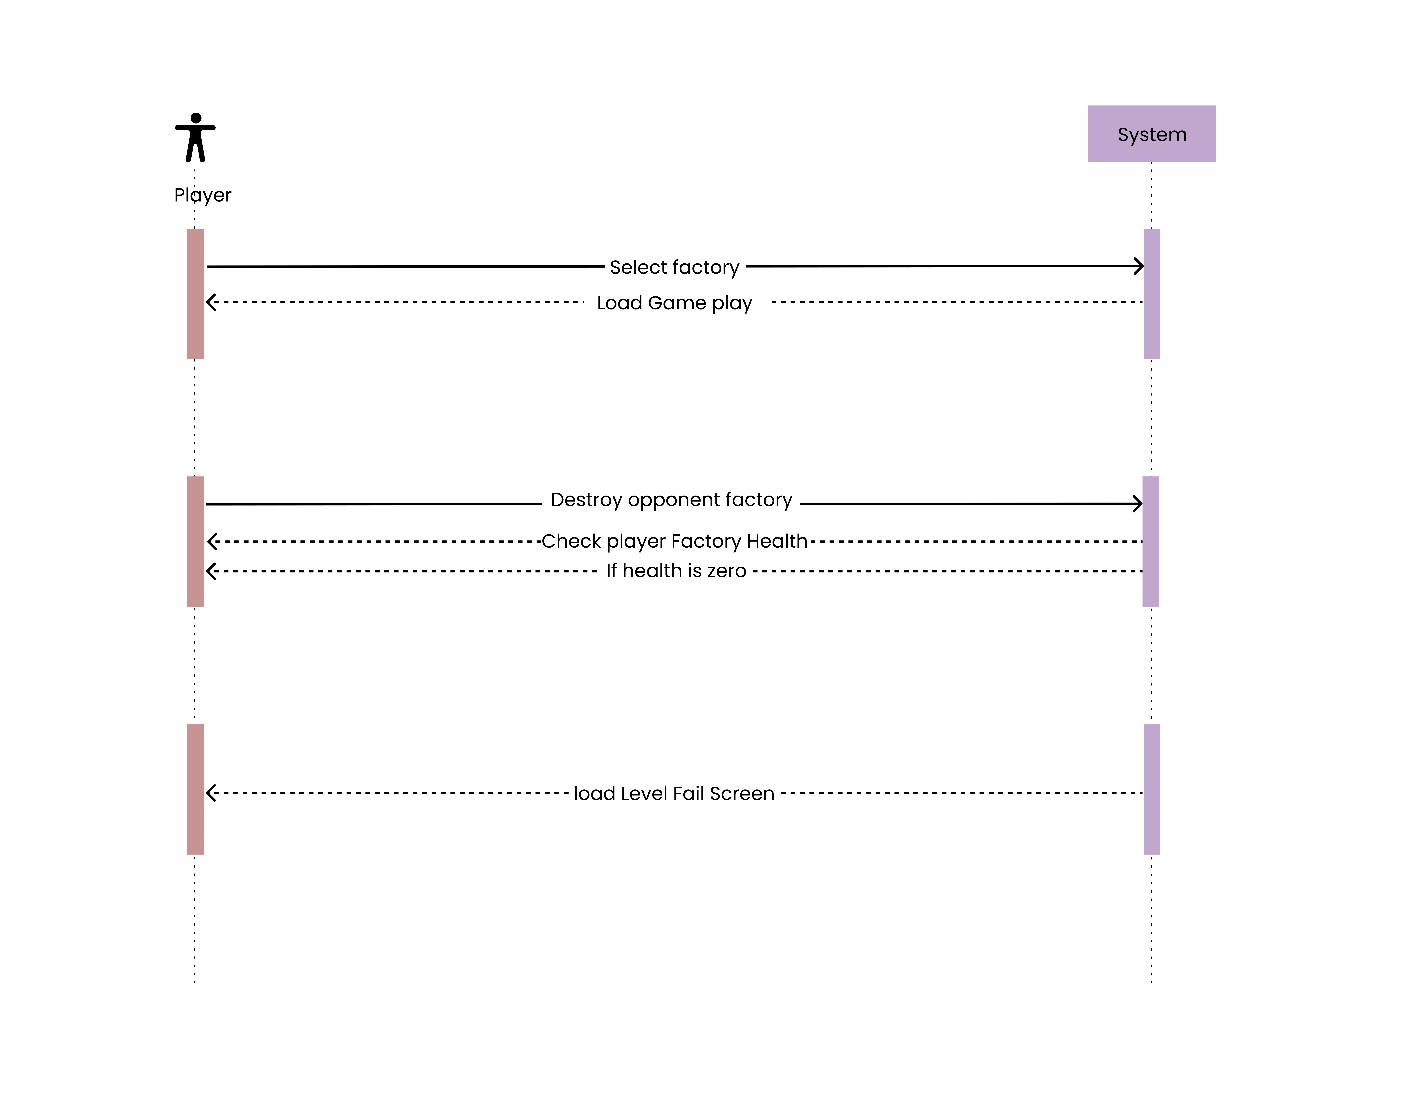 System
Player
Select factory
Load Game play
Destroy opponent factory
Check player Factory Health
If health is zero
load Level Fail Screen